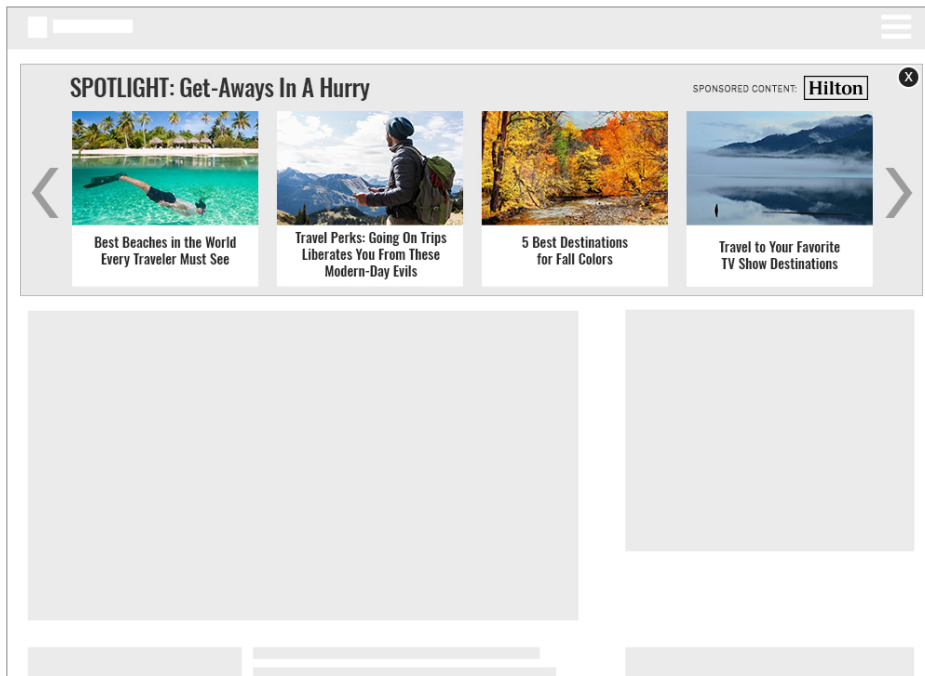 SPOTLIGHT: Get-Aways In A Hurry
SPONSORED CONTENT: Hilton
X
Best Beaches in the World
Every Traveler Must See
Travel Perks: Going On Trips
Liberates You From These
Modern-Day Evils
5 Best Destinations
for Fall Colors
Travel to Your Favorite
TV Show Destinations